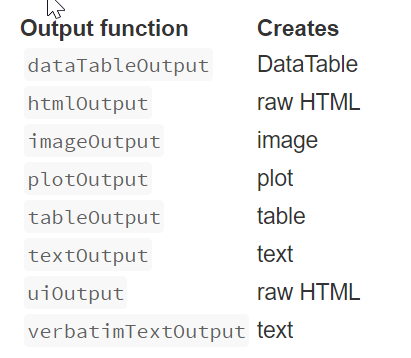 Output function Creates
dataTableOutput DataTable
htmlOutput raw HTML
imageOutput image
plotOutput plot
tableOutput table
textOutput text
uiOutput raw HTML
verbatimTextOutput text